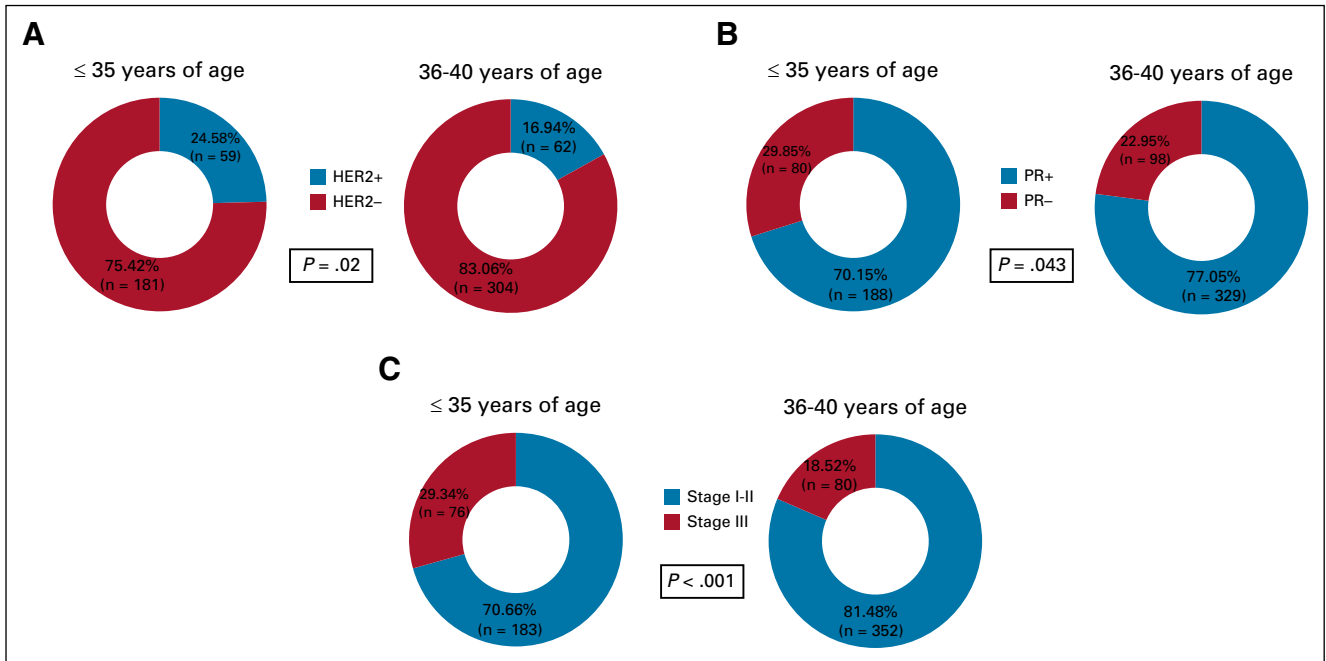 A
≤ 35 years of age
24.58%
(n = 59)
75.42%
(n = 181)
HER2+
HER2–
P = .02
36-40 years of age
16.94%
(n = 62)
83.06%
(n = 304)
B
≤ 35 years of age
29.85%
(n = 80)
70.15%
(n = 188)
PR+
PR–
P = .043
36-40 years of age
22.95%
(n = 98)
77.05%
(n = 329)
C
≤ 35 years of age
29.34%
(n = 76)
70.66%
(n = 183)
Stage I-II
Stage III
P < .001
36-40 years of age
18.52%
(n = 80)
81.48%
(n = 352)